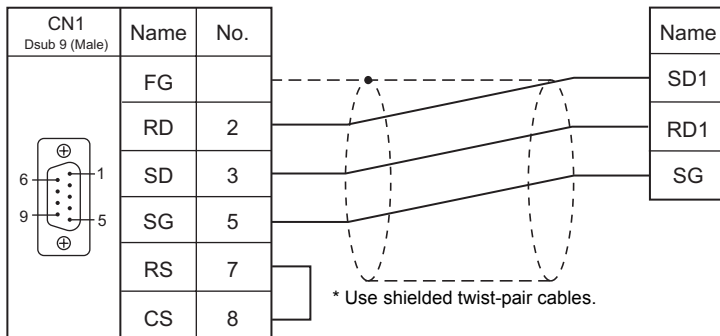 CN1
Dsub 9 (Male)
Name No.
Name
FG
SD1
RD 2
RD1
SD 3
SG
SG 5
RS 7
CS 8
6 1
9 5
* Use shielded twist-pair cables.